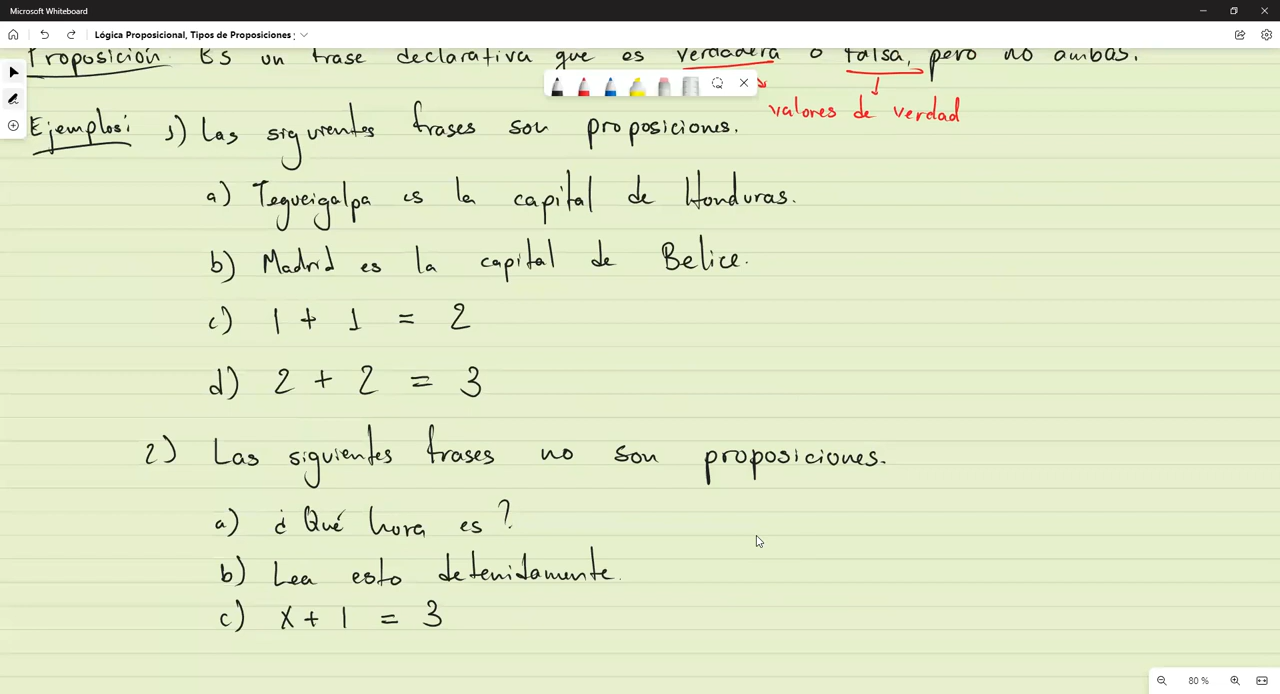 Microsoft Whiteboard
Lógica Proposicional, Tipos de Proposiciones :
Proposición. Es un frase declarativa que es verdadera o falsa, pero no ambas.
valores de verdad
Ejemplos: 1) Las siguientes frases son proposiciones.
a) Tegucigalpa es la capital de Honduras.
b) Madrid es la capital de Belice.
c) 1 + 1 = 2
d) 2 + 2 = 3
2) Las siguientes frases no son proposiciones.
a) ¿Qué hora es?
b) Lea esto detenidamente.
c) x + 1 = 3
80 %